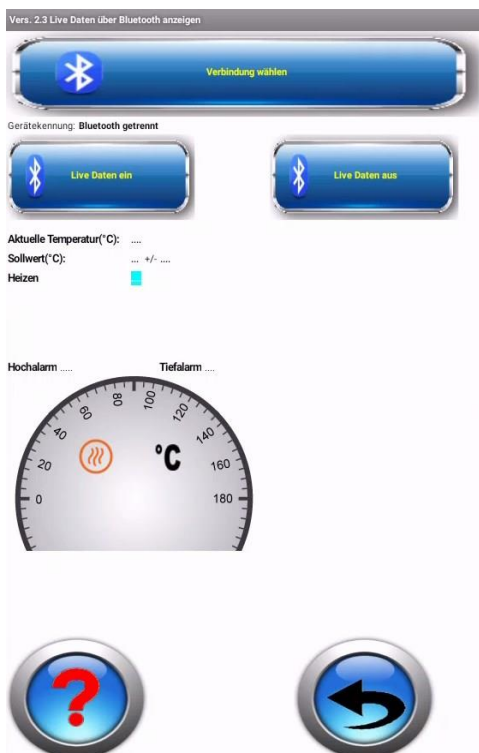 Vers. 2.3 Live Daten über Bluetooth anzeigen
Verbindung wählen
Gerätekennung: Bluetooth getrennt
Live Daten ein
Live Daten aus
Aktuelle Temperatur(°C): ....
Sollwert(°C): ... +/- ....
Heizen
Hochalarm ..... Tiefalarm ....
0 20 40 60 80 100 120 140 160 180
°C
?